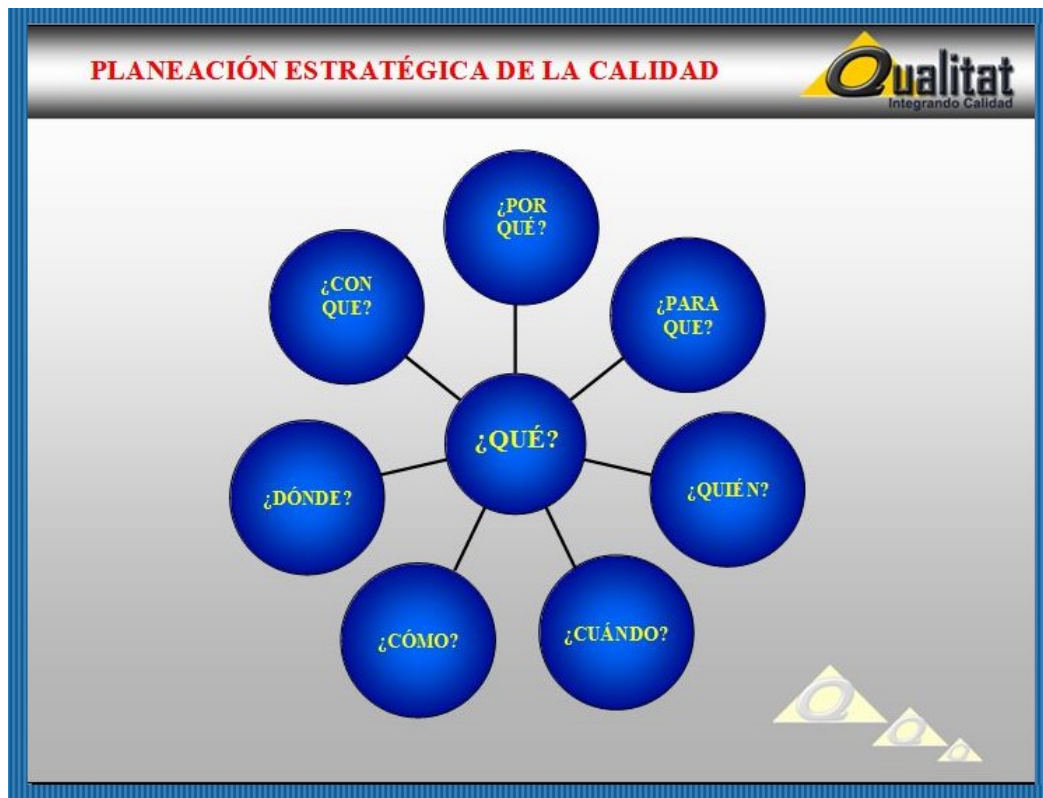 PLANEACIÓN ESTRATÉGICA DE LA CALIDAD
Qualitat
Integrando Calidad
¿POR
QUÉ?
¿CON
QUE?
¿PARA
QUE?
¿QUÉ?
¿DÓNDE?
¿QUIÉN?
¿CÓMO?
¿CUÁNDO?
Q
Q
Q